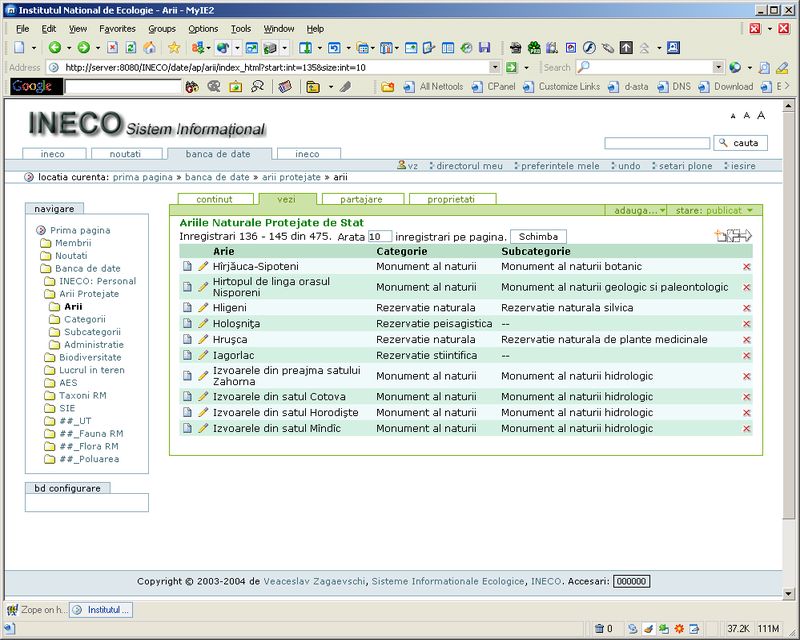 Institutul National de Ecologie - Arii - MyIE2
File Edit View Favorites Groups Options Tools Window Help
Address http://server:8080/INECO/date/ap/arii/index_html?start:int=135&size:int=10 Search
Google All Nettools CPanel Customize Links d-asta DNS Download E
INECO Sistem Informaţional
A A A
cauta
ineco noutati banca de date ineco
vz directorul meu preferintele mele undo setari plone iesire
locatia curenta: prima pagina » banca de date » arii protejate » arii
navigare
Prima pagina
Membrii
Noutati
Banca de date
INECO: Personal
Arii Protejate
Arii
Categorii
Subcategorii
Administratie
Biodiversitate
Lucrul in teren
AES
Taxoni RM
SIE
##_UT
##_Fauna RM
##_Flora RM
##_Poluarea
bd configurare
continut vezi partajare proprietati
adauga... stare: publicat
Ariile Naturale Protejate de Stat
Inregistrari 136 - 145 din 475. Arata 10 inregistrari pe pagina. Schimba
Arie Categorie Subcategorie
Hîrjăuca-Sipoteni Monument al naturii Monument al naturii botanic
Hirtopul de linga orasul Nisporeni Monument al naturii Monument al naturii geologic si paleontologic
Hligeni Rezervatie naturala Rezervatie naturala silvica
Holoşniţa Rezervatie peisagistica --
Hruşca Rezervatie naturala Rezervatie naturala de plante medicinale
Iagorlac Rezervatie stiintifica --
Izvoarele din preajma satului Zahorna Monument al naturii Monument al naturii hidrologic
Izvoarele din satul Cotova Monument al naturii Monument al naturii hidrologic
Izvoarele din satul Horodişte Monument al naturii Monument al naturii hidrologic
Izvoarele din satul Mîndîc Monument al naturii Monument al naturii hidrologic
Copyright © 2003-2004 de Veaceslav Zagaevschi, Sisteme Informationale Ecologice, INECO. Accesari: 000000
Zope on h... Institutul ...
0 37.2K 111M